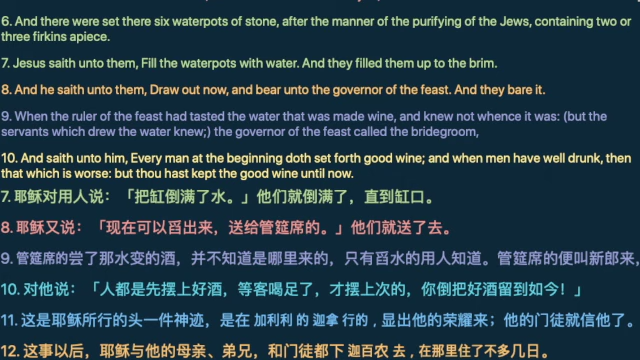 6. And there were set there six waterpots of stone, after the manner of the purifying of the Jews, containing two or
three firkins apiece.
7. Jesus saith unto them, Fill the waterpots with water. And they filled them up to the brim.
8. And he saith unto them, Draw out now, and bear unto the governor of the feast. And they bare it.
9. When the ruler of the feast had tasted the water that was made wine, and knew not whence it was: (but the
servants which drew the water knew;) the governor of the feast called the bridegroom,
10. And saith unto him, Every man at the beginning doth set forth good wine; and when men have well drunk, then
that which is worse: but thou hast kept the good wine until now.
7. 耶稣对用人说：「把缸倒满了水。」他们就倒满了，直到缸口。
8. 耶稣又说：「现在可以舀出来，送给管筵席的。」他们就送了去。
9. 管筵席的尝了那水变的酒，并不知道是哪里来的，只有舀水的用人知道。管筵席的便叫新郎来，
10. 对他说：「人都是先摆上好酒，等客喝足了，才摆上次的，你倒把好酒留到如今！」
11. 这是耶稣所行的头一件神迹，是在 加利利 的 迦拿 行的，显出他的荣耀来；他的门徒就信他了。
12. 这事以后，耶稣与他的母亲、弟兄，和门徒都下 迦百农 去，在那里住了不多几日。